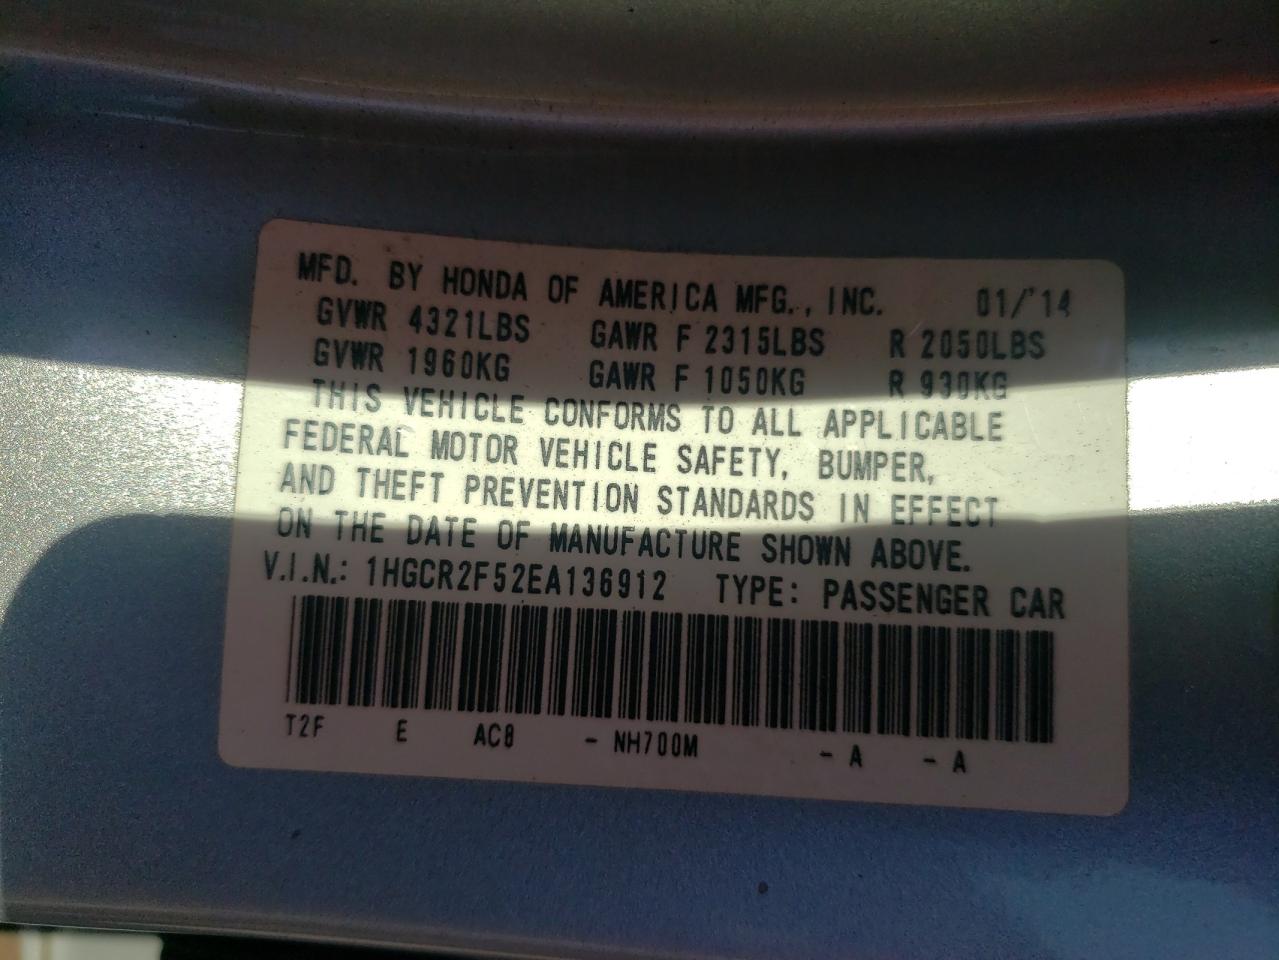 MFD. BY HONDA OF AMERICA MFG., INC. 01/'14
GVWR 4321LBS GAWR F 2315LBS R 2050LBS
GVWR 1960KG GAWR F 1050KG R 930KG
THIS VEHICLE CONFORMS TO ALL APPLICABLE
FEDERAL MOTOR VEHICLE SAFETY, BUMPER,
AND THEFT PREVENTION STANDARDS IN EFFECT
ON THE DATE OF MANUFACTURE SHOWN ABOVE.
V.I.N.: 1HGCR2F52EA136912 TYPE: PASSENGER CAR
T2F E AC8 - NH700M - A - A